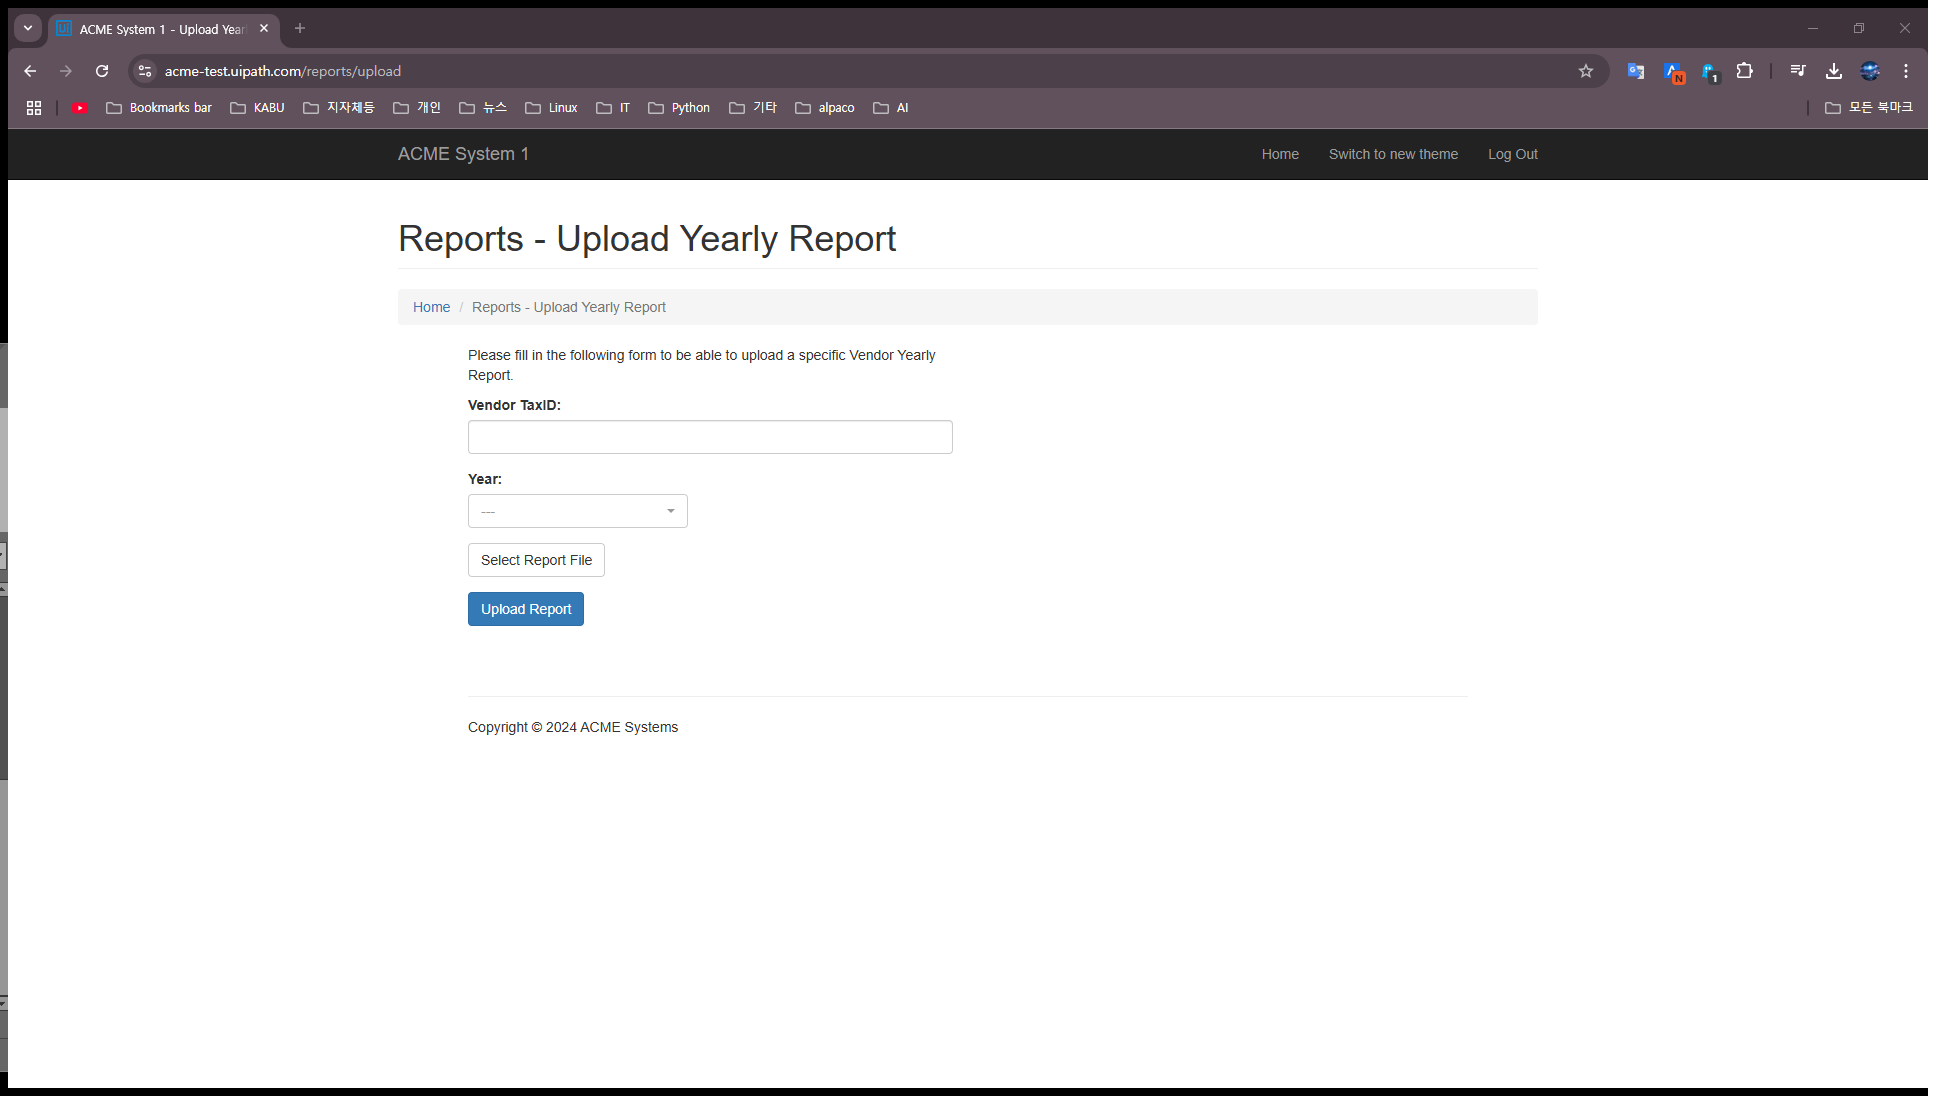 ACME System 1 - Upload Year
acme-test.uipath.com/reports/upload
N
1
Bookmarks bar
KABU
지자체등
개인
뉴스
Linux
IT
Python
기타
alpaco
AI
모든 북마크
ACME System 1
Home
Switch to new theme
Log Out
Reports - Upload Yearly Report
Home / Reports - Upload Yearly Report
Please fill in the following form to be able to upload a specific Vendor Yearly
Report.
Vendor TaxID:
Year:
---
Select Report File
Upload Report
Copyright © 2024 ACME Systems